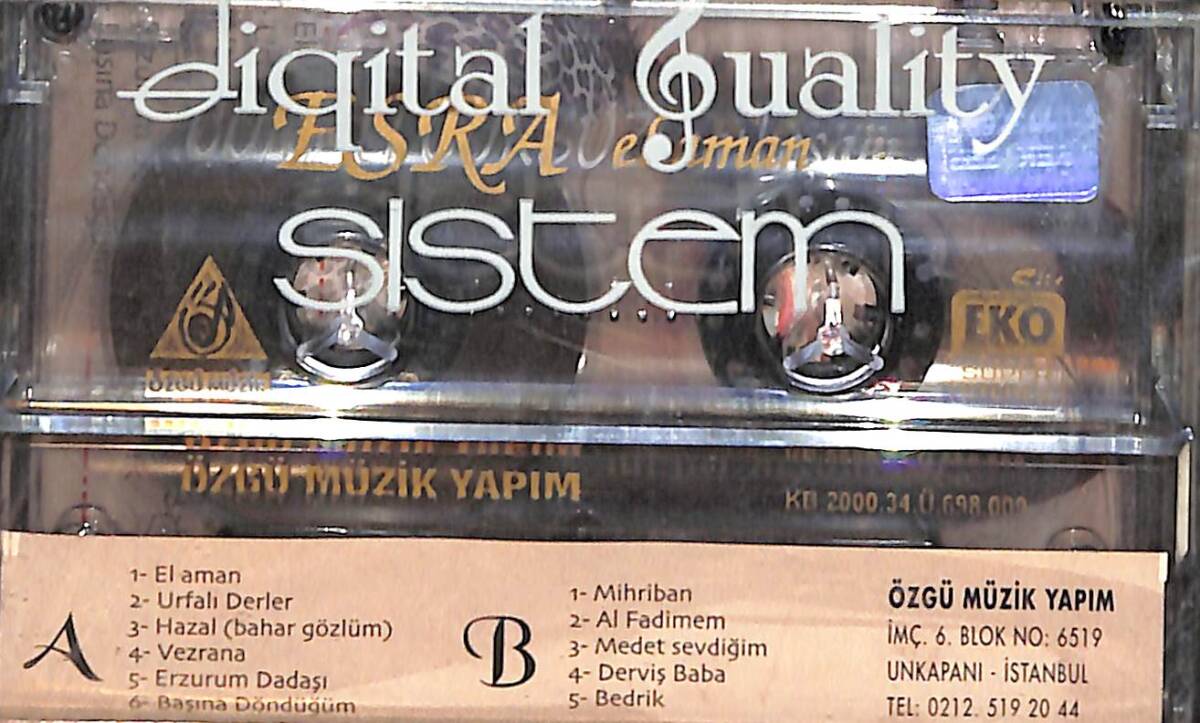 digital Quality
ESRA el aman
sistem
EKO
ÖZGÜ MÜZİK
ÖZGÜ MÜZİK YAPIM
KB 2000.34.Ü.698.000
A
1- El aman
2- Urfalı Derler
3- Hazal (bahar gözlüm)
4- Vezrana
5- Erzurum Dadaşı
6- Başına Döndüğüm
B
1- Mihriban
2- Al Fadimem
3- Medet sevdiğim
4- Derviş Baba
5- Bedrik
ÖZGÜ MÜZİK YAPIM
İMÇ. 6. BLOK NO: 6519
UNKAPANI - İSTANBUL
TEL: 0212. 519 20 44